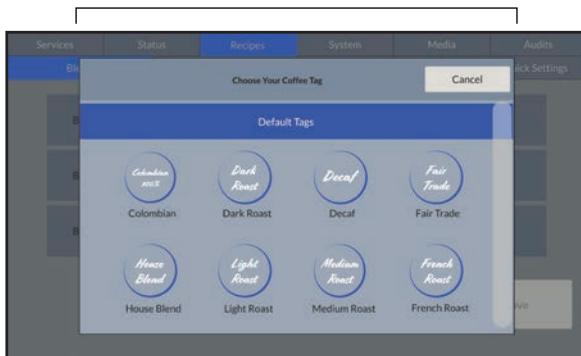 Services Status Recipes System Media Audits
ick Settings
Choose Your Coffee Tag Cancel
Default Tags
Colombian 100% Dark Roast Decaf Fair Trade
Colombian Dark Roast Decaf Fair Trade
House Blend Light Roast Medium Roast French Roast
House Blend Light Roast Medium Roast French Roast